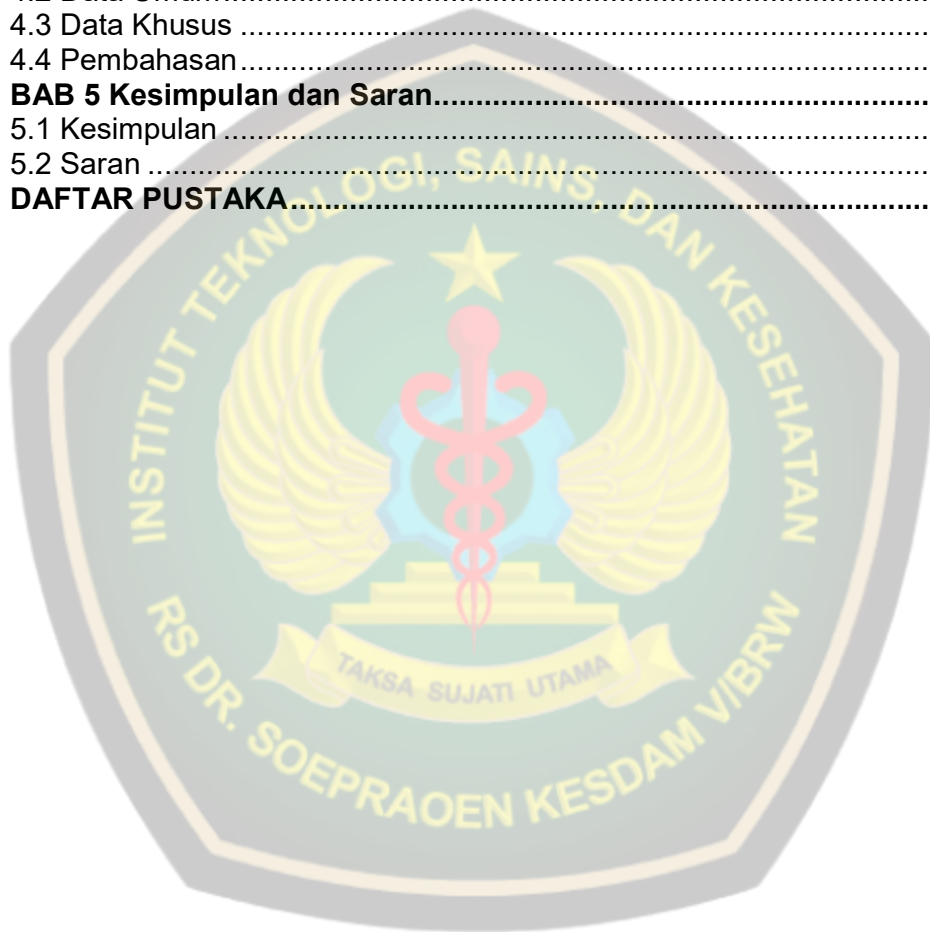 4.3 Data Khusus ........................................................................................
4.4 Pembahasan ........................................................................................
BAB 5 Kesimpulan dan Saran ........................................................................................
5.1 Kesimpulan ........................................................................................
5.2 Saran ........................................................................................
DAFTAR PUSTAKA ........................................................................................
INSTITUT TEKNOLOGI, SAINS, DAN KESEHATAN
TAKSA SUJATI UTAMA
RS DR. SOEPRAOEN KESDAM V/BRW